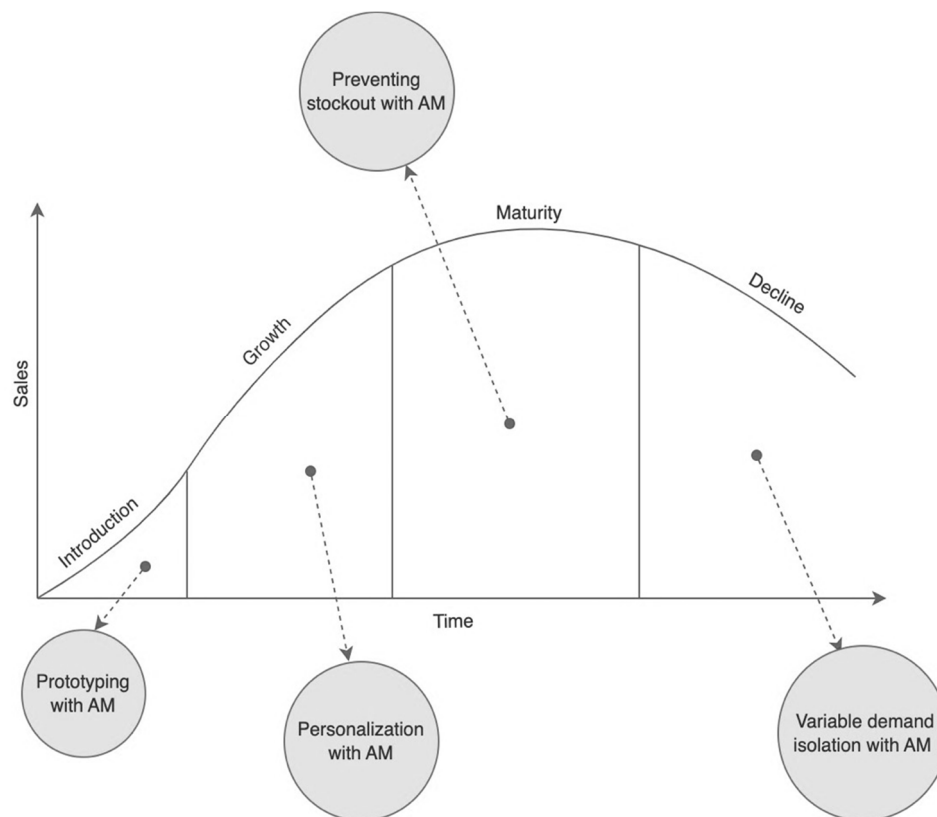 Preventing
stockout with AM
Maturity
Decline
Growth
Sales
Introduction
Time
Prototyping
with AM
Personalization
with AM
Variable demand
isolation with AM